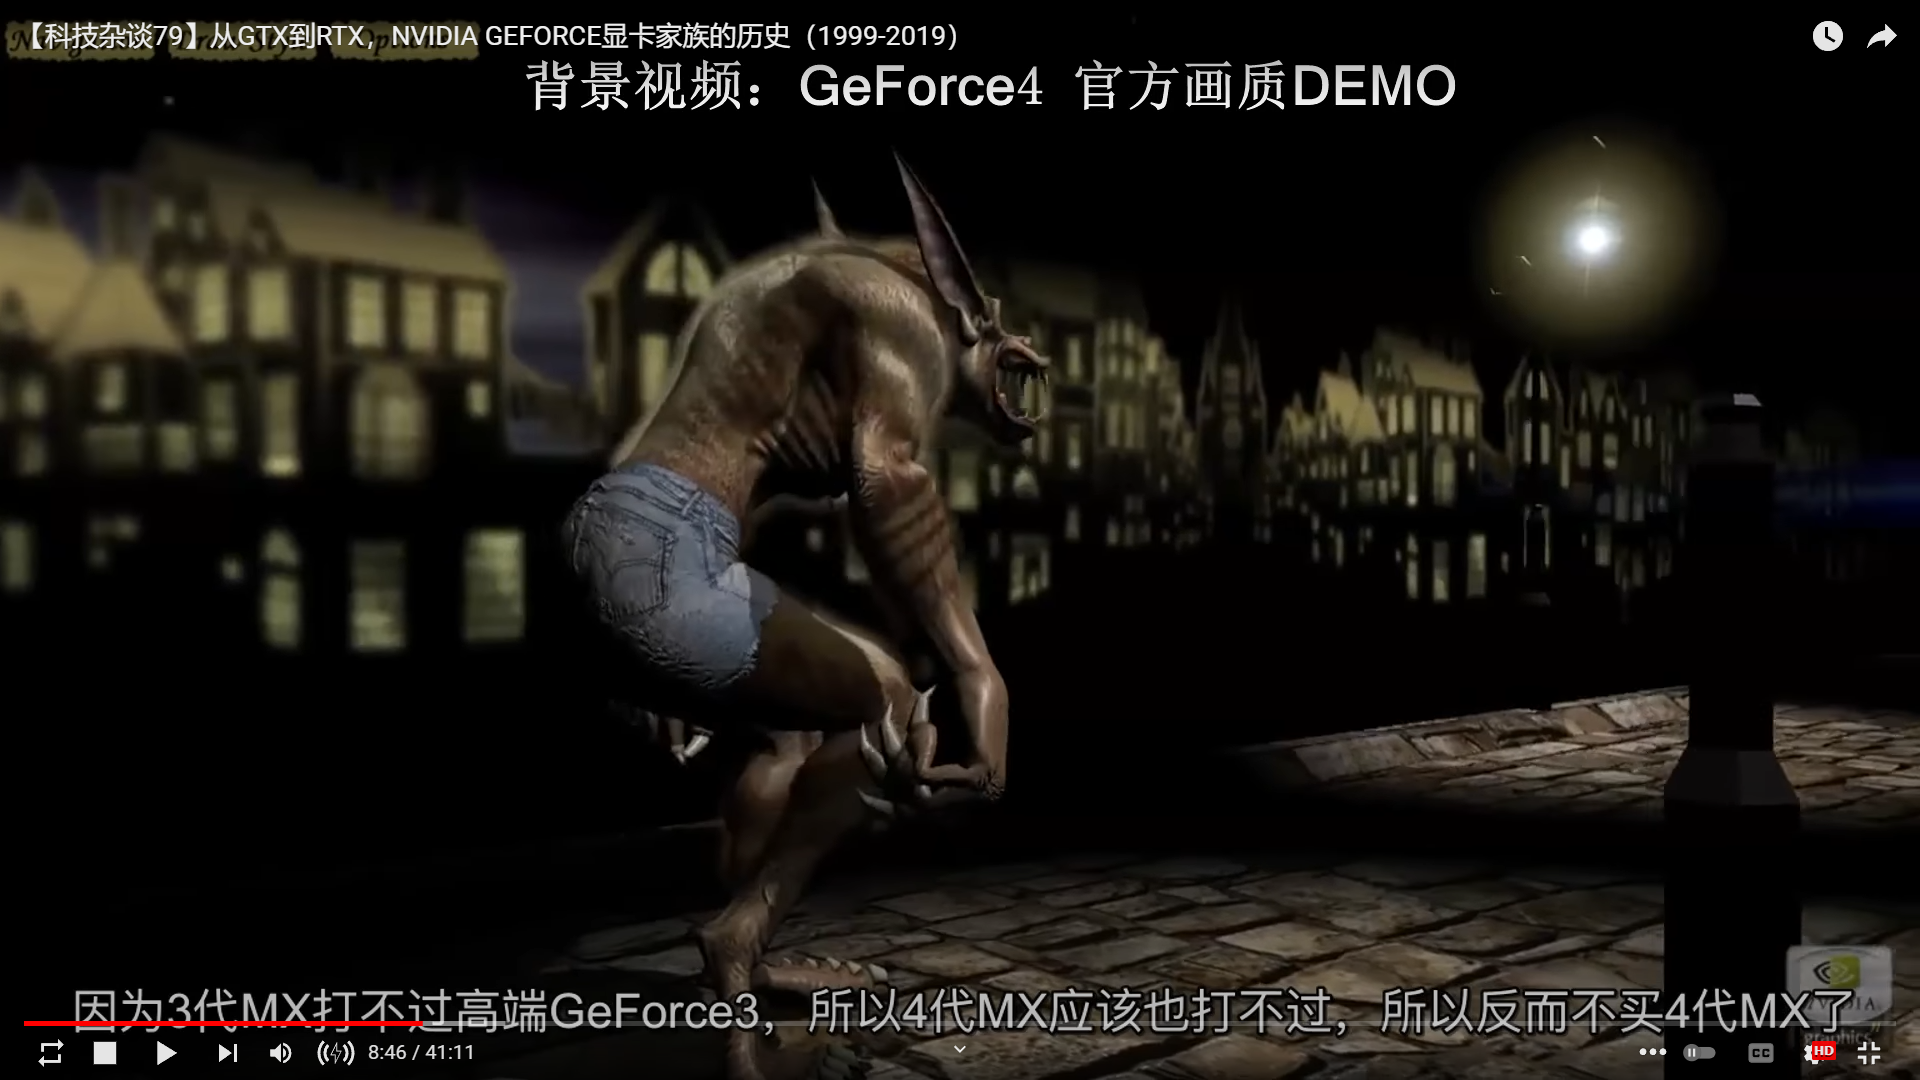 【科技杂谈79】从GTX到RTX，NVIDIA GEFORCE显卡家族的历史（1999-2019）
背景视频：GeForce4 官方画质DEMO
因为3代MX打不过高端GeForce3，所以4代MX应该也打不过，所以反而不买4代MX了
NVIDIA.
graphics
8:46 / 41:11
CC
HD